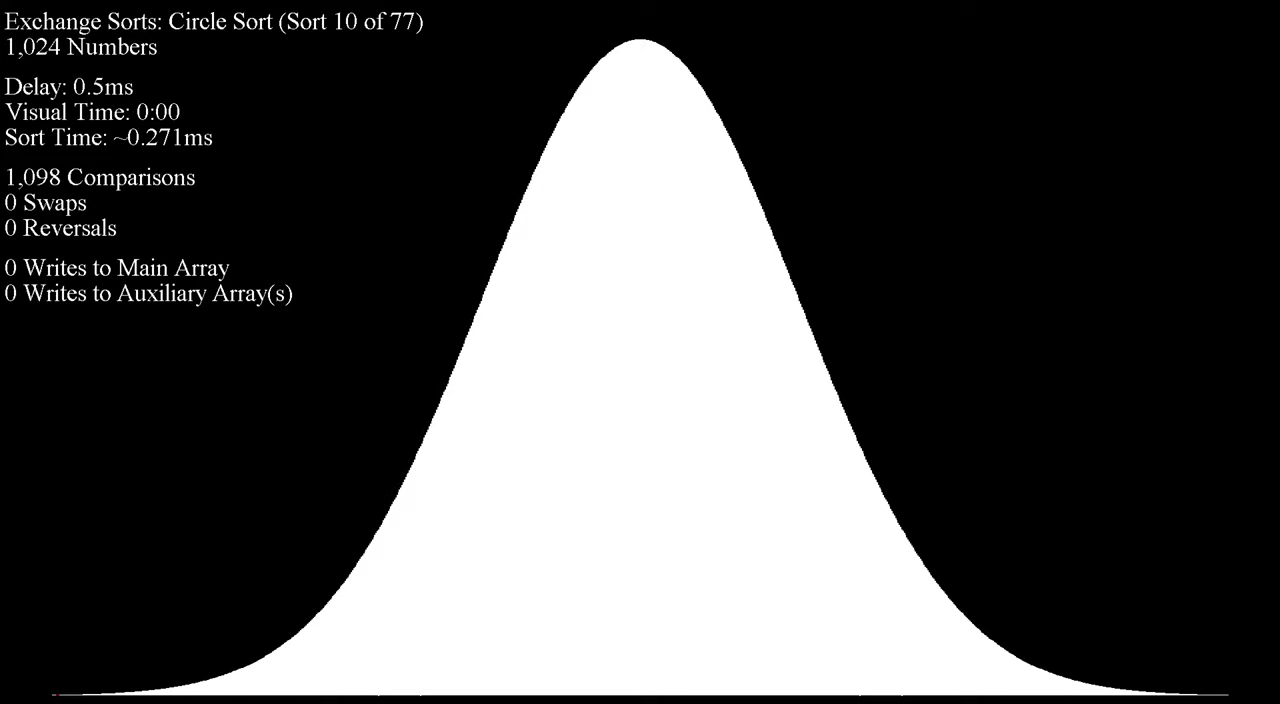 Exchange Sorts: Circle Sort (Sort 10 of 77)
1,024 Numbers
Delay: 0.5ms
Visual Time: 0:00
Sort Time: ~0.271ms
1,098 Comparisons
0 Swaps
0 Reversals
0 Writes to Main Array
0 Writes to Auxiliary Array(s)